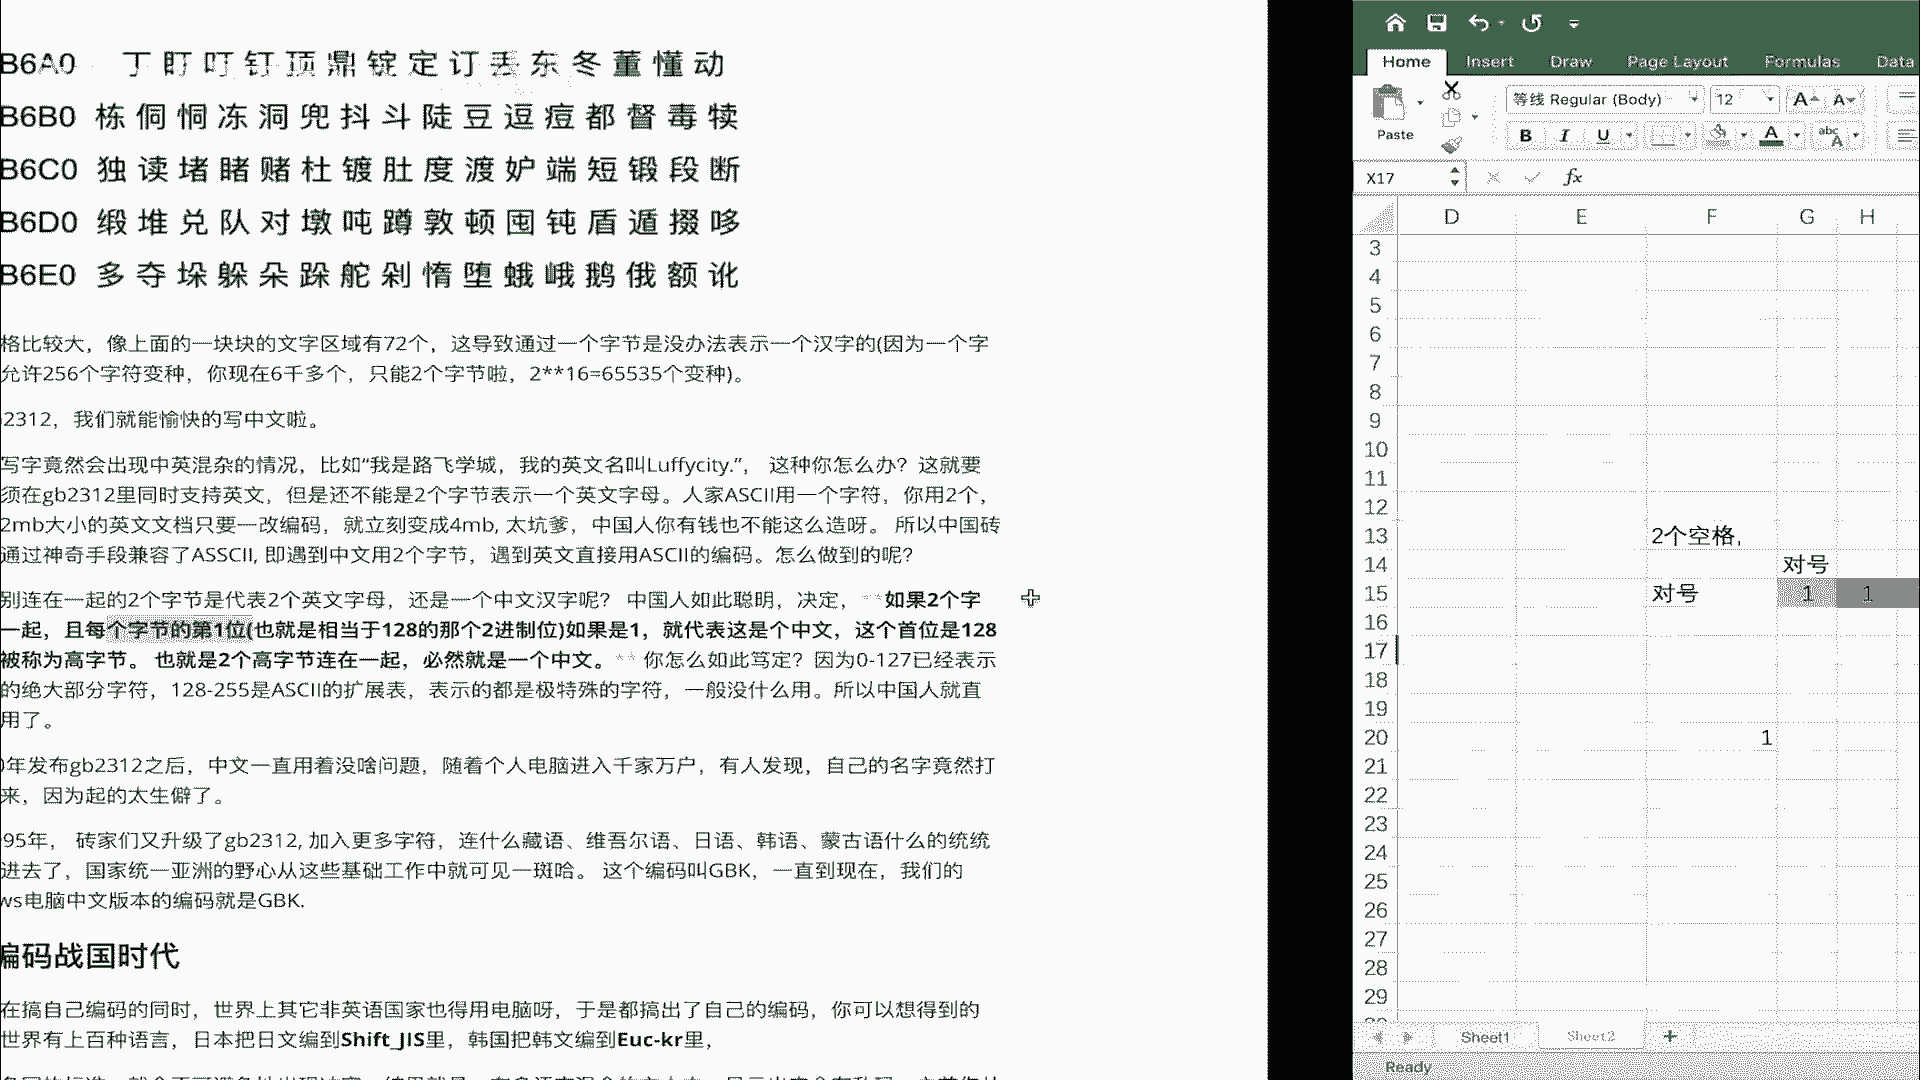 B6A0 丁 盯 叮 钉 顶 鼎 锭 定 订 丢 东 冬 董 懂 动
B6B0 栋 侗 恫 冻 洞 兜 抖 斗 陡 豆 逗 痘 都 督 毒 犊
B6C0 独 读 堵 睹 赌 杜 镀 肚 度 渡 妒 端 短 锻 段 断
B6D0 缎 堆 兑 队 对 墩 吨 蹲 敦 顿 囤 钝 盾 遁 掇 哆
B6E0 多 夺 垛 躲 朵 跺 舵 剁 惰 堕 蛾 峨 鹅 俄 额 讹
格比较大，像上面的一块块的文字区域有72个，这导致通过一个字节是没办法表示一个汉字的(因为一个字
允许256个字符变种，你现在6千多个，只能2个字节啦，2**16=65535个变种)。
2312，我们就能愉快的写中文啦。
写字竟然会出现中英混杂的情况，比如“我是路飞学城，我的英文名叫Luffycity.”， 这种你怎么办？这就要
须在gb2312里同时支持英文，但是还不能是2个字节表示一个英文字母。人家ASCII用一个字符，你用2个，
2mb大小的英文文档只要一改编码，就立刻变成4mb, 太坑爹，中国人你有钱也不能这么造呀。 所以中国砖
通过神奇手段兼容了ASSCII, 即遇到中文用2个字节，遇到英文直接用ASCII的编码。怎么做到的呢？
别连在一起的2个字节是代表2个英文字母，还是一个中文汉字呢？ 中国人如此聪明，决定， **如果2个字
一起，且每个字节的第1位(也就是相当于128的那个2进制位)如果是1，就代表这是个中文，这个首位是128
被称为高字节。 也就是2个高字节连在一起，必然就是一个中文。** 你怎么如此笃定？因为0-127已经表示
的绝大部分字符，128-255是ASCII的扩展表，表示的都是极特殊的字符，一般没什么用。所以中国人就直
用了。
年发布gb2312之后，中文一直用着没啥问题，随着个人电脑进入千家万户，有人发现，自己的名字竟然打
来，因为起的太生僻了。
95年， 砖家们又升级了gb2312, 加入更多字符，连什么藏语、维吾尔语、日语、韩语、蒙古语什么的统统
进去了，国家统一亚洲的野心从这些基础工作中就可见一斑哈。 这个编码叫GBK，一直到现在，我们的
ws电脑中文版本的编码就是GBK.
编码战国时代
在搞自己编码的同时，世界上其它非英语国家也得用电脑呀，于是都搞出了自己的编码，你可以想得到的
世界有上百种语言，日本把日文编到Shift_JIS里，韩国把韩文编到Euc-kr里，
Home Insert Draw Page Layout Formulas Data
等线 Regular (Body) 12 A A
Paste B I U A abc A
X17 fx
D E F G H
3
4
5
6
7
8
9
10
11
12
13 2个空格,
14 对号
15 对号 1 1
16
17
18
19
20 1
21
22
23
24
25
26
27
28
29
Sheet1 Sheet2 +
Ready